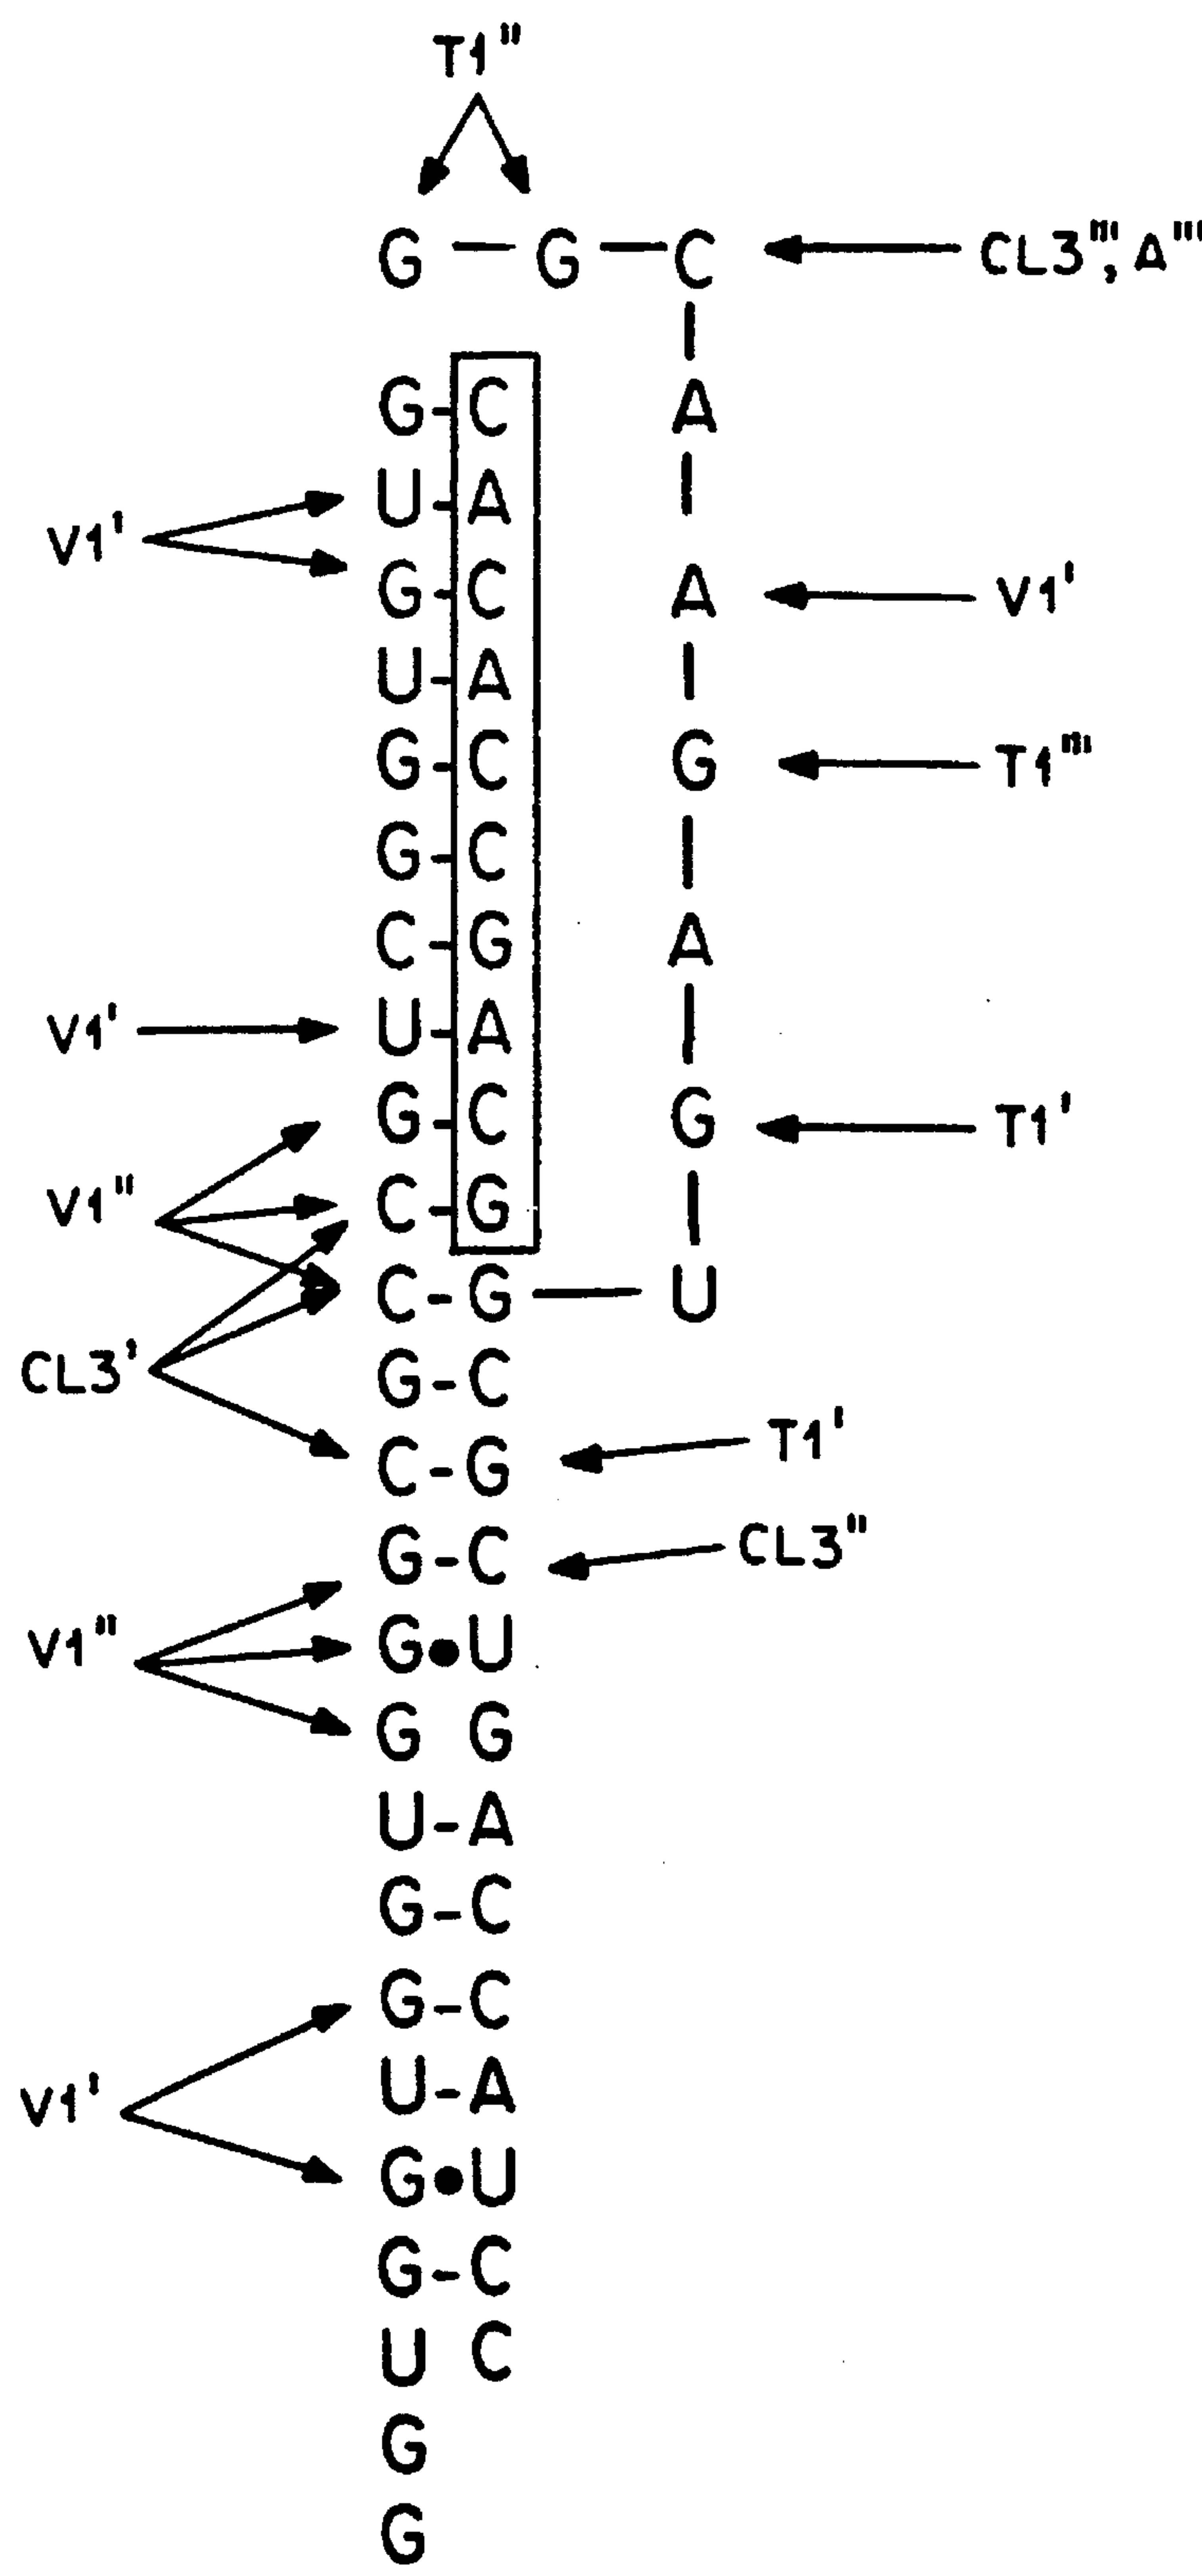 T1"
G — G — C CL3"', A"'
G-C A
V1' U-A
G-C A V1'
U-A
G-C G T1"'
G-C
C-G A
V1' U-A
G-C G T1'
V1" C-G
C-G — U
CL3' G-C
C-G T1'
G-C CL3"
V1" G•U
G G
U-A
G-C
G-C
V1' U-A
G•U
G-C
U C
G
G